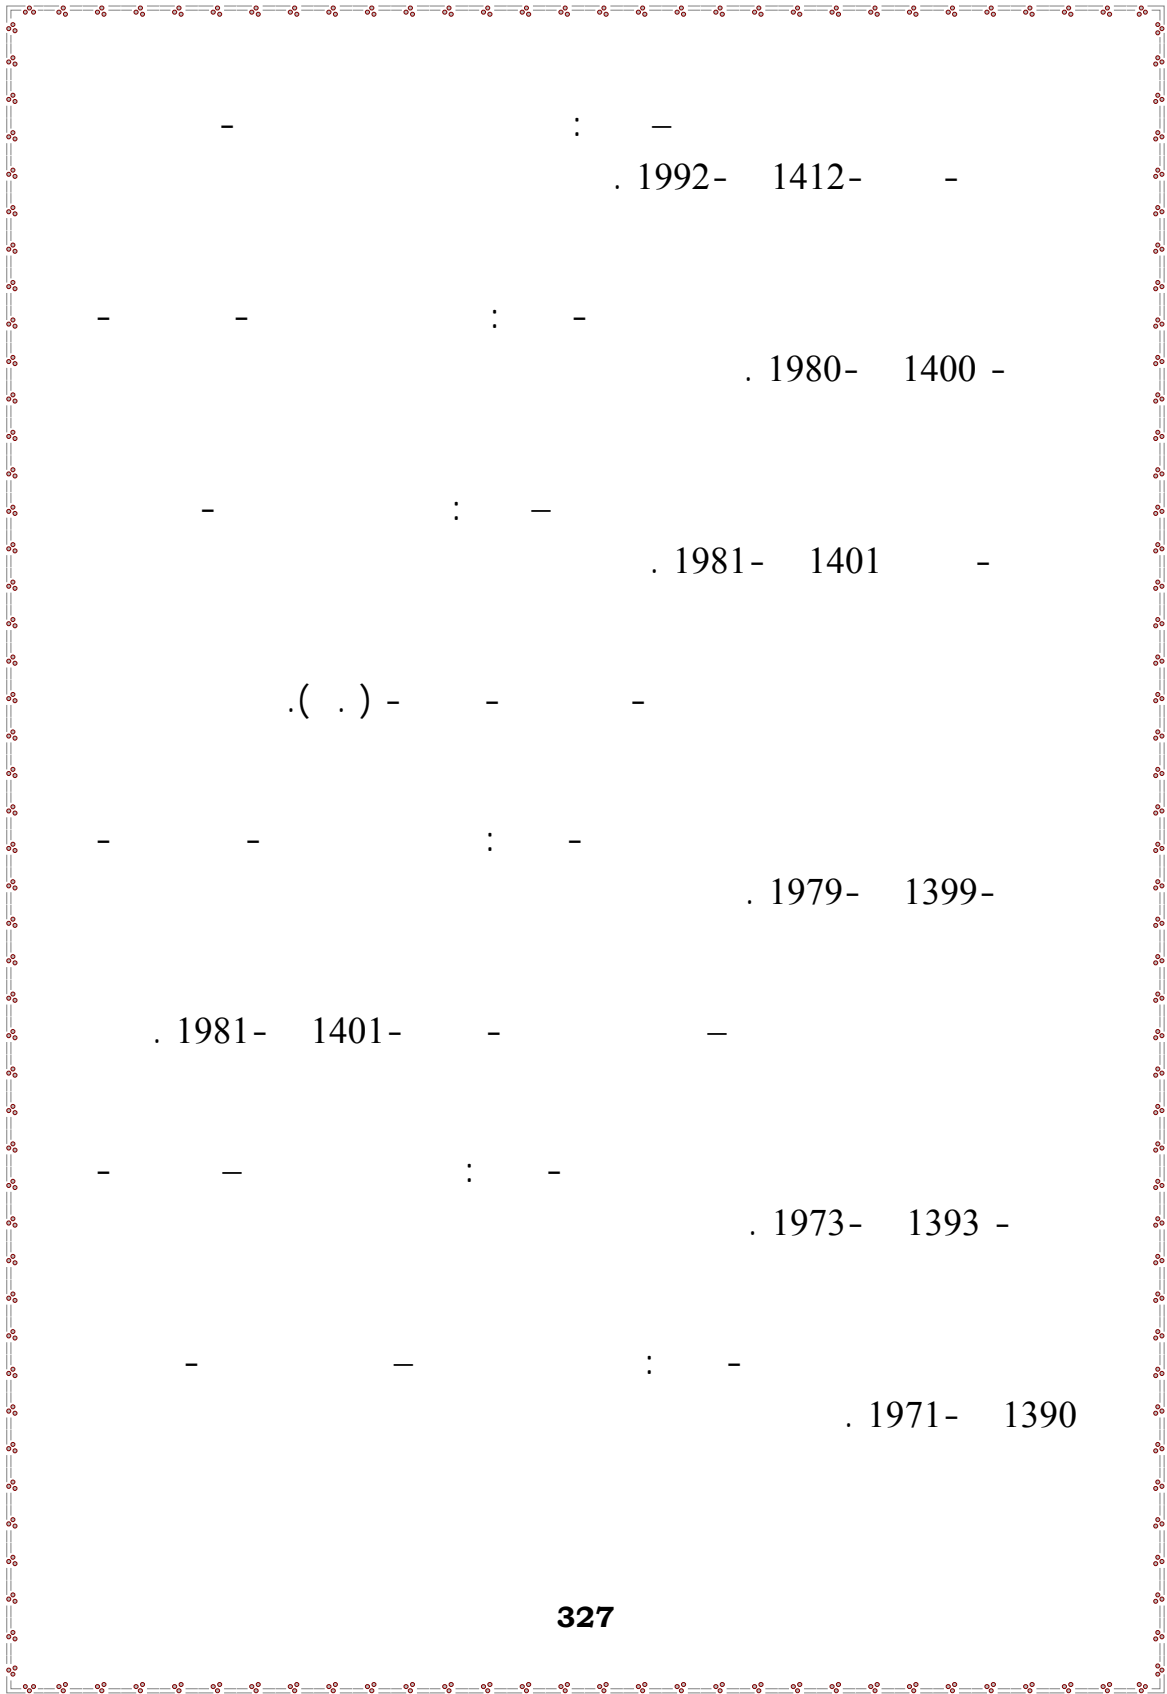 – : -
- -1412 -1992 .
- : - -
- 1400 -1980 .
– : -
- 1401 -1981 .
- - - ( . ).
- : - -
-1399 -1979 .
– - -1401 -1981 .
- : – -
- 1393 -1973 .
- : – -
1390 -1971 .
327